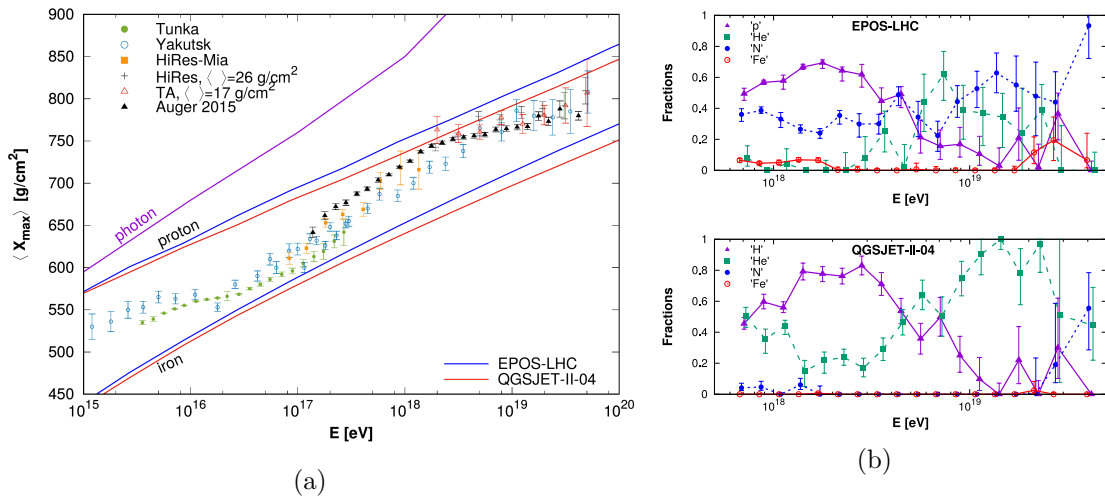 Tunka
Yakutsk
HiRes-Mia
HiRes, ⟨ ⟩=26 g/cm²
TA, ⟨ ⟩=17 g/cm²
Auger 2015
photon
proton
iron
EPOS-LHC
QGSJET-II-04
900
850
800
750
700
650
600
550
500
450
⟨ Xmax⟩ [g/cm²]
10¹⁵ 10¹⁶ 10¹⁷ 10¹⁸ 10¹⁹ 10²⁰
E [eV]
(a)
EPOS-LHC
'p'
'He'
'N'
'Fe'
1
0.8
0.6
0.4
0.2
0
Fractions
10¹⁸ 10¹⁹
E [eV]
QGSJET-II-04
'H'
'He'
'N'
'Fe'
1
0.8
0.6
0.4
0.2
0
Fractions
10¹⁸ 10¹⁹
E [eV]
(b)